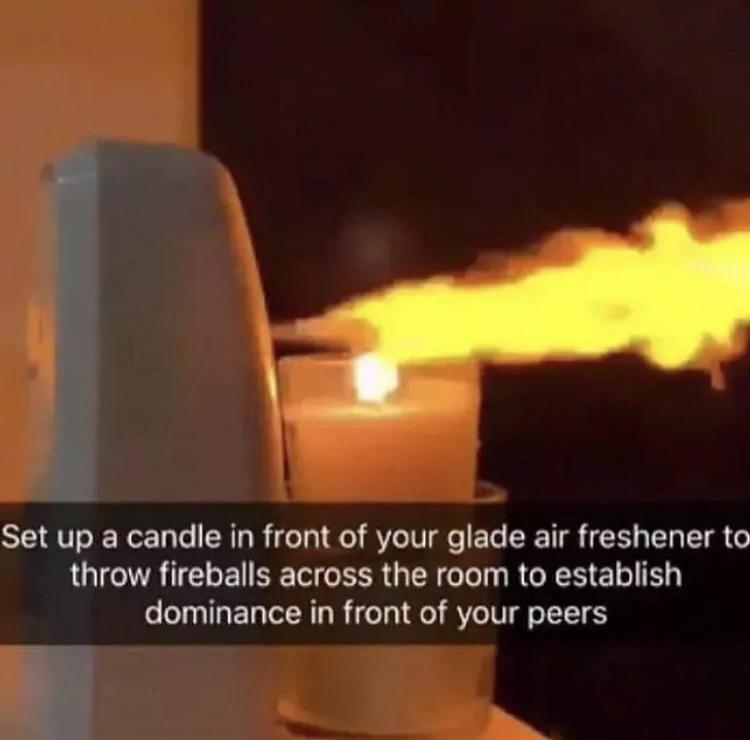 Set up a candle in front of your glade air freshener to
throw fireballs across the room to establish
dominance in front of your peers